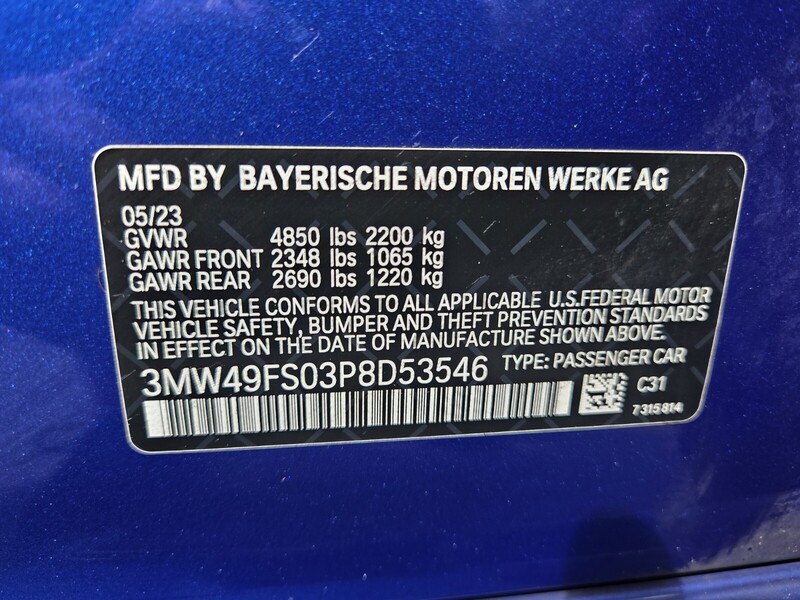 MFD BY BAYERISCHE MOTOREN WERKE AG
05/23
GVWR 4850 lbs 2200 kg
GAWR FRONT 2348 lbs 1065 kg
GAWR REAR 2690 lbs 1220 kg
THIS VEHICLE CONFORMS TO ALL APPLICABLE U.S.FEDERAL MOTOR
VEHICLE SAFETY, BUMPER AND THEFT PREVENTION STANDARDS
IN EFFECT ON THE DATE OF MANUFACTURE SHOWN ABOVE.
3MW49FS03P8D53546 TYPE: PASSENGER CAR
C31
7315814